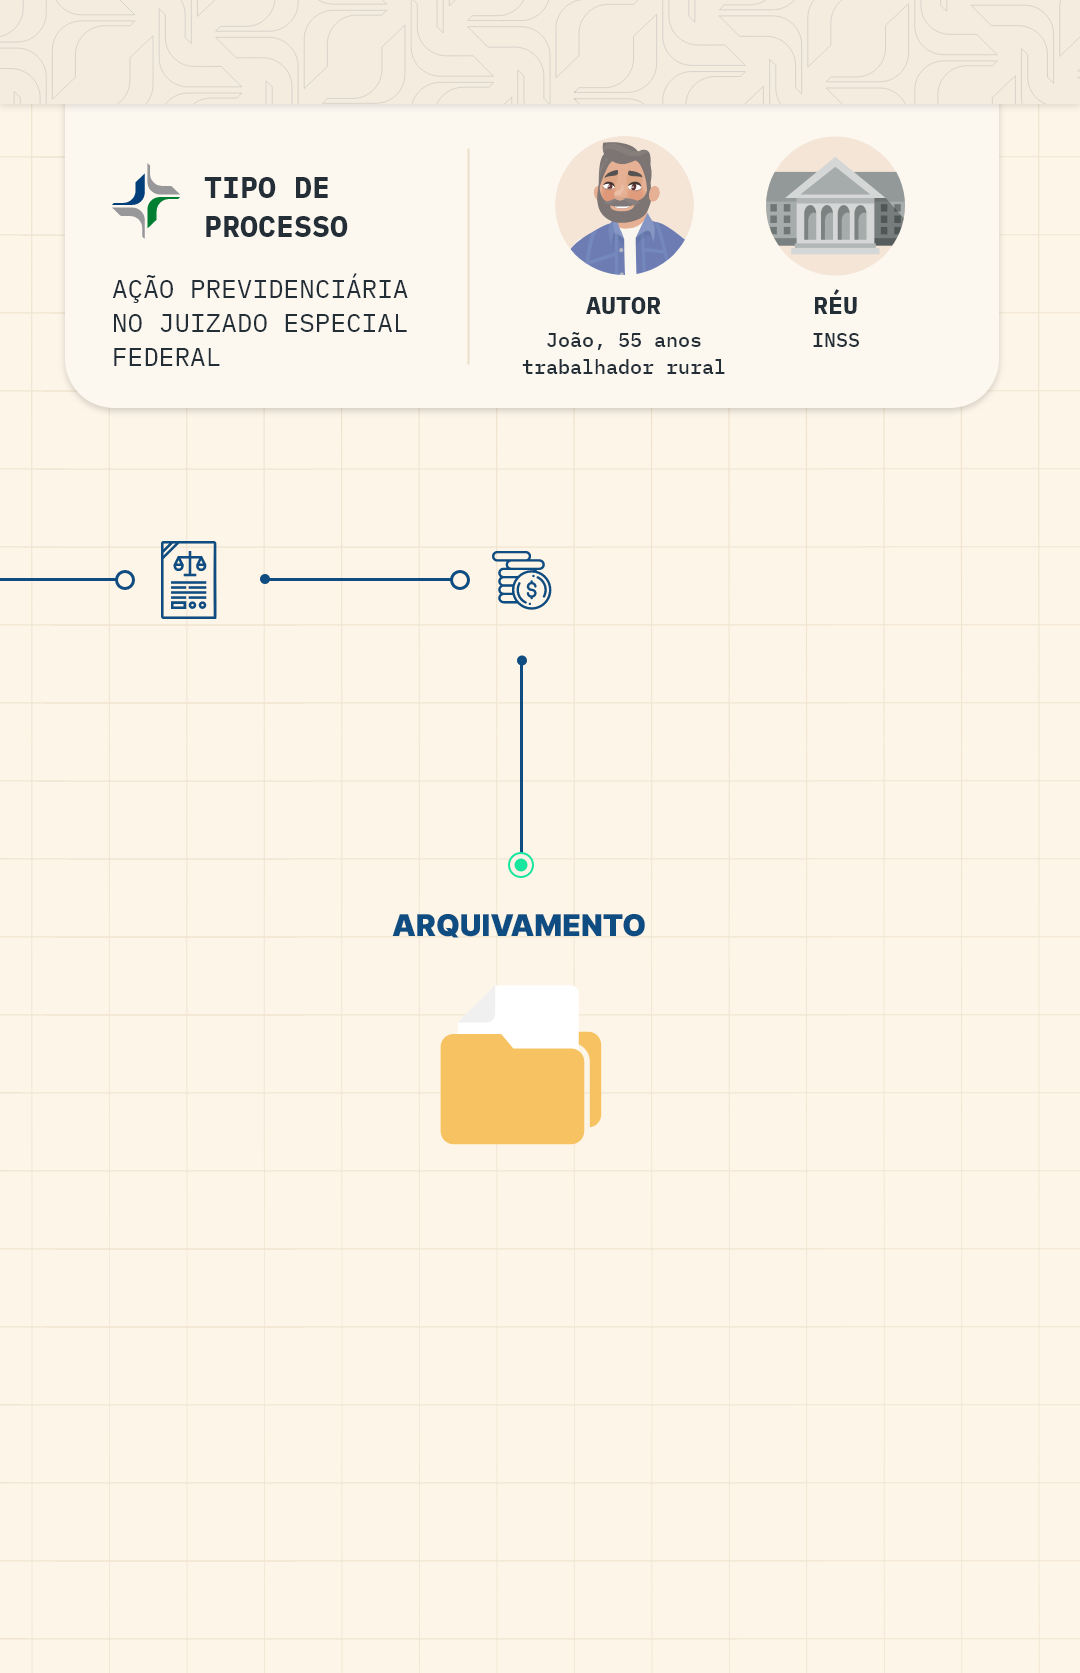 TIPO DE
PROCESSO
AÇÃO PREVIDENCIÁRIA
NO JUIZADO ESPECIAL
FEDERAL
AUTOR
João, 55 anos
trabalhador rural
RÉU
INSS
$
ARQUIVAMENTO